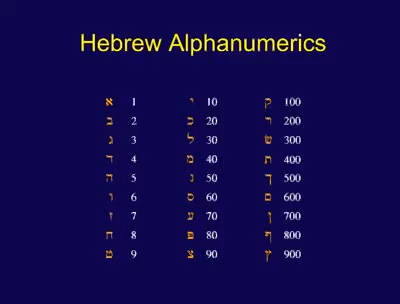 Hebrew Alphanumerics
א 1 י 10 ק 100
ב 2 כ 20 ר 200
ג 3 ל 30 ש 300
ד 4 מ 40 ת 400
ה 5 נ 50 ך 500
ו 6 ס 60 ם 600
ז 7 ע 70 ן 700
ח 8 פ 80 ף 800
ט 9 צ 90 ץ 900